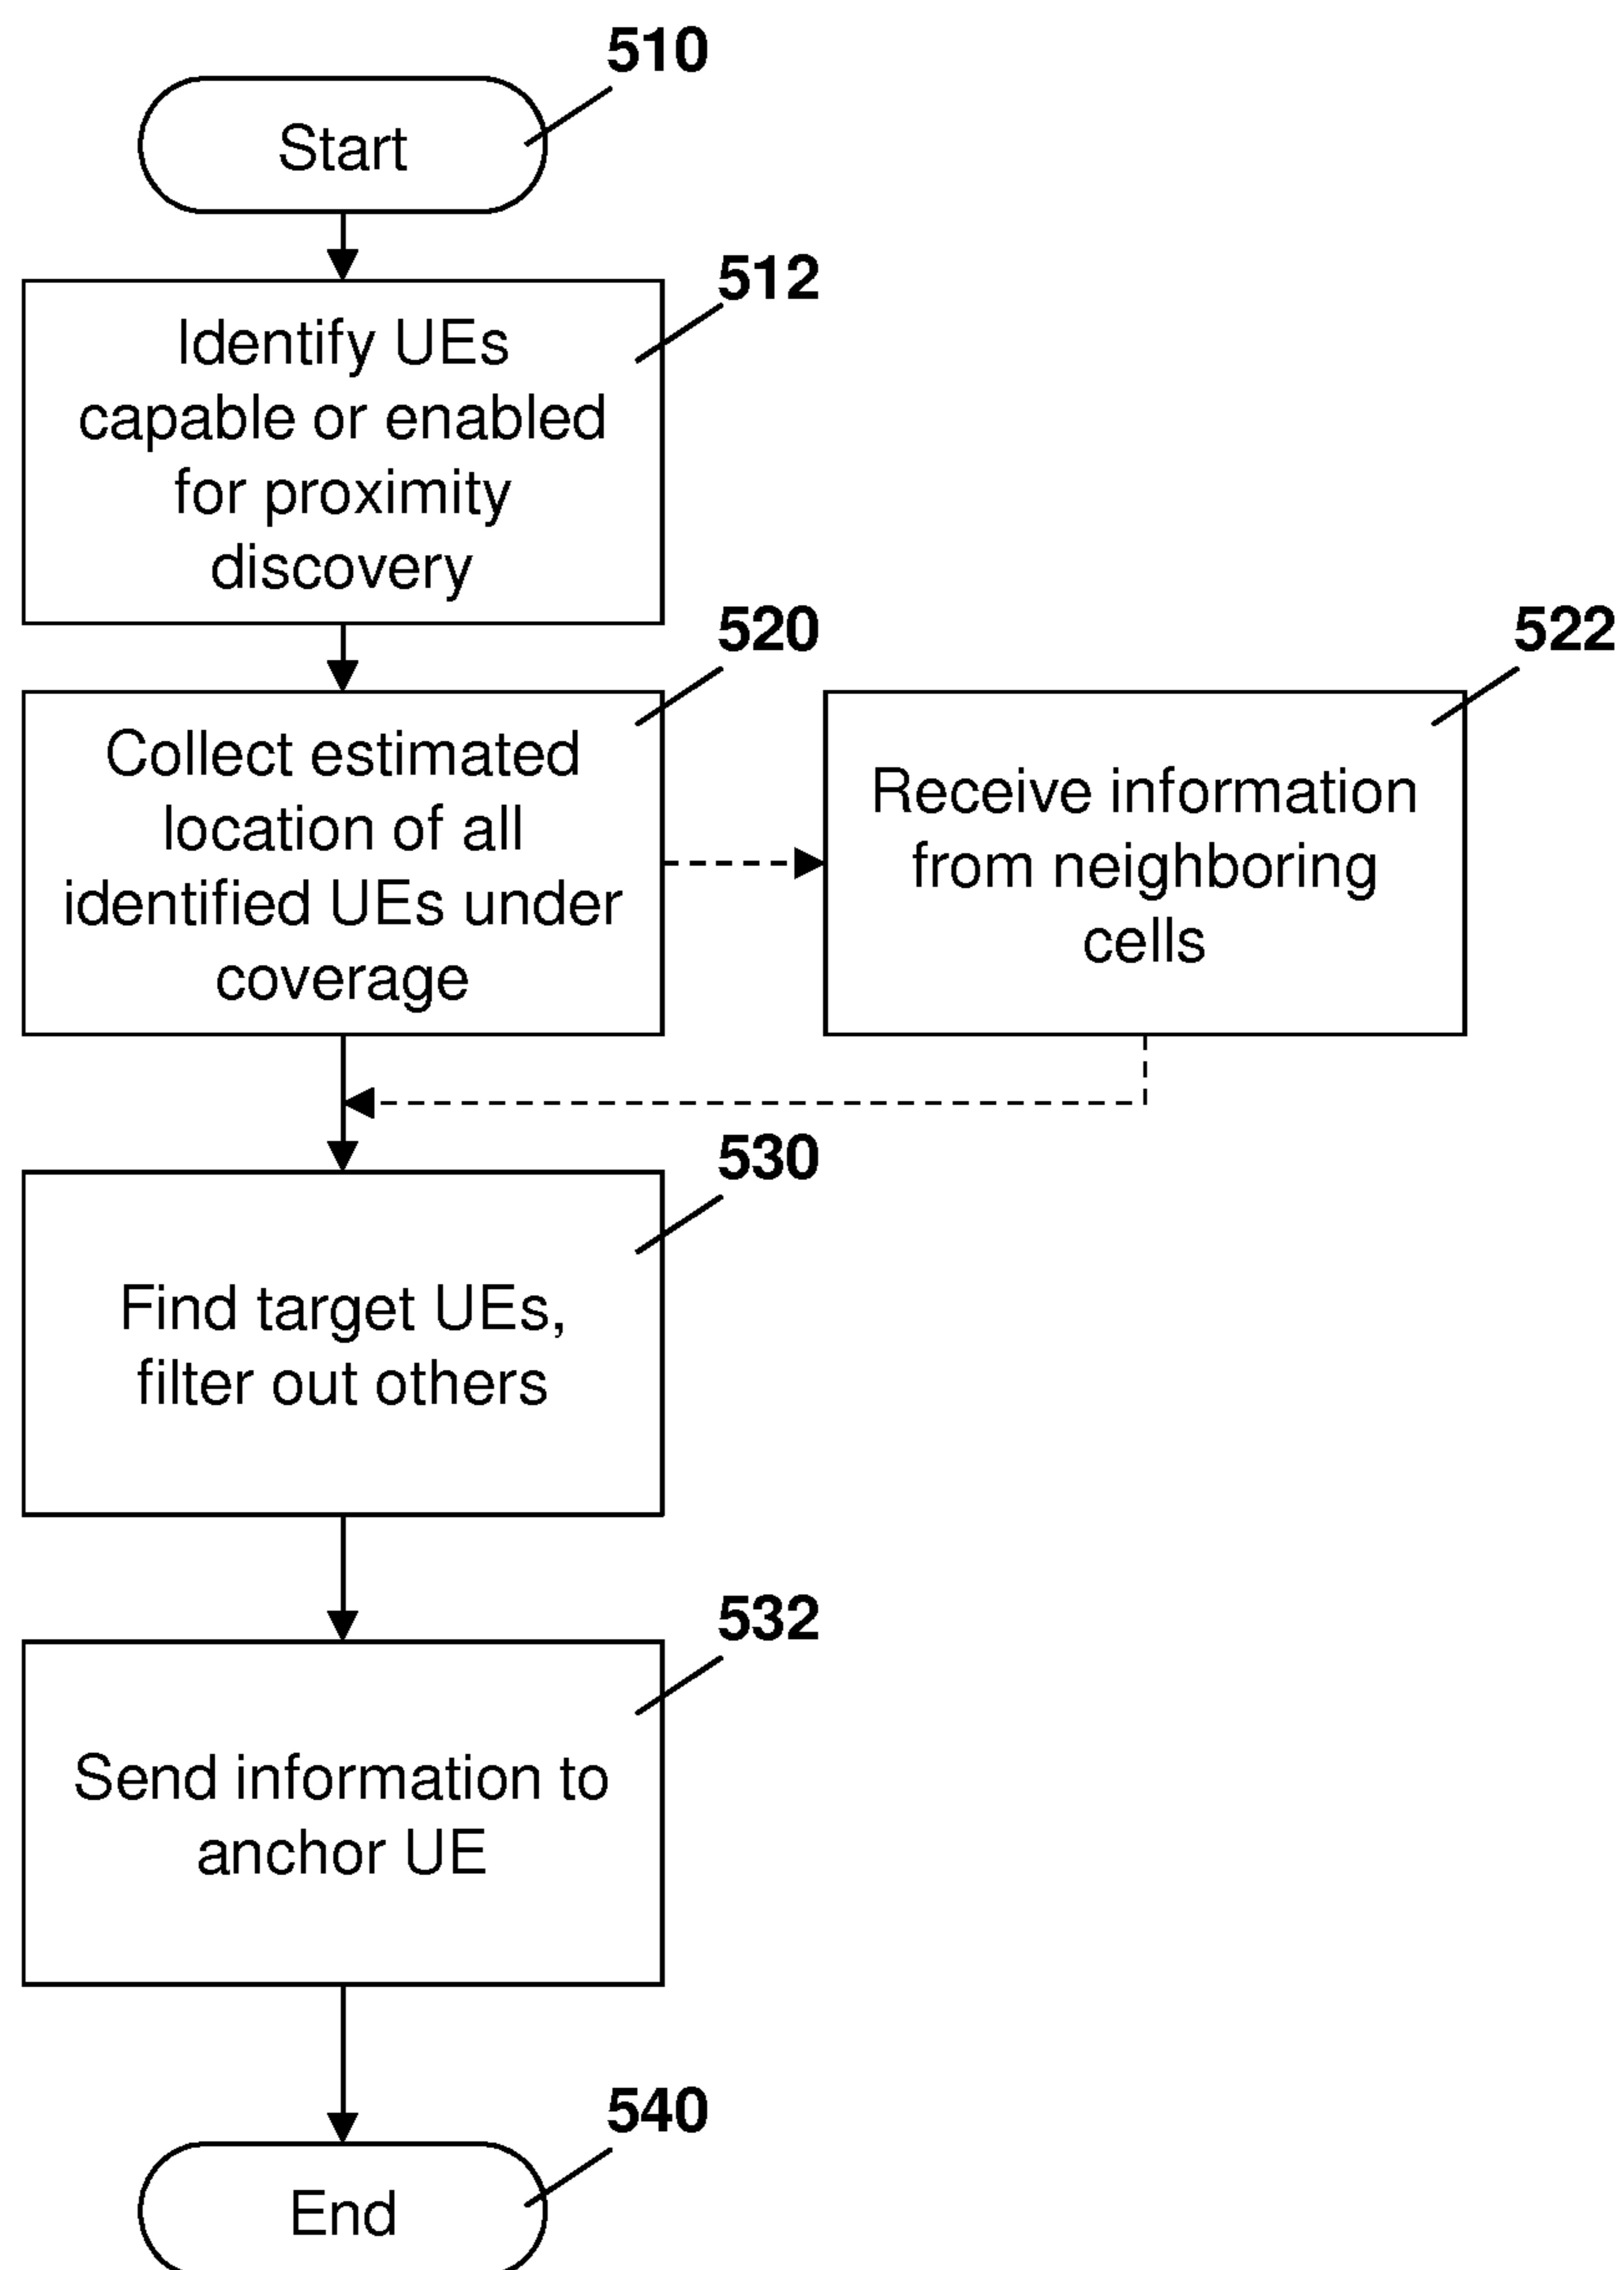 510
Start
512
Identify UEs
capable or enabled
for proximity
discovery
520
Collect estimated
location of all
identified UEs under
coverage
522
Receive information
from neighboring
cells
530
Find target UEs,
filter out others
532
Send information to
anchor UE
540
End